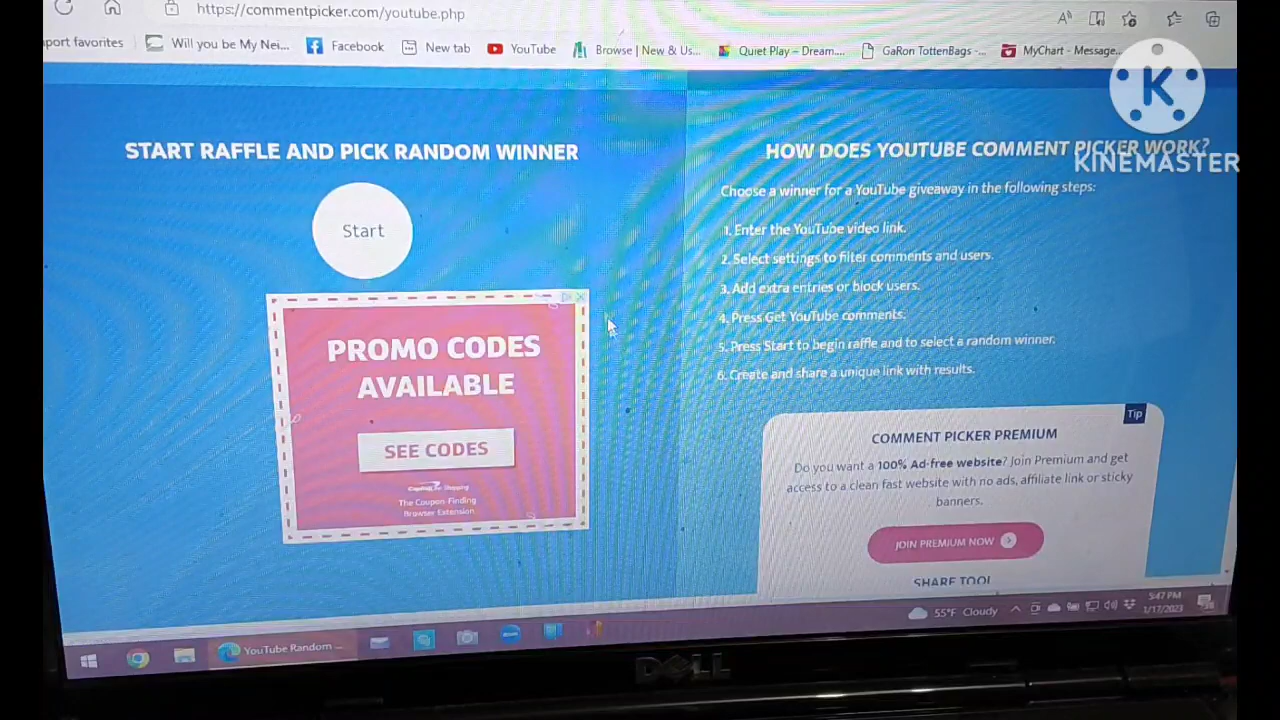 https://commentpicker.com/youtube.php
port favorites
Will you be My Nei...
Facebook
New tab
YouTube
Browse | New & Us...
Quiet Play – Dream....
GaRon TottenBags -...
MyChart - Message...
K
KINEMASTER
START RAFFLE AND PICK RANDOM WINNER
Start
PROMO CODES
AVAILABLE
SEE CODES
Capital One Shopping
The Coupon Finding
Browser Extension
HOW DOES YOUTUBE COMMENT PICKER WORK?
Choose a winner for a YouTube giveaway in the following steps:
1. Enter the YouTube video link.
2. Select settings to filter comments and users.
3. Add extra entries or block users.
4. Press Get YouTube comments.
5. Press Start to begin raffle and to select a random winner.
6. Create and share a unique link with results.
Tip
COMMENT PICKER PREMIUM
Do you want a 100% Ad-free website? Join Premium and get
access to a clean fast website with no ads, affiliate link or sticky
banners.
JOIN PREMIUM NOW
SHARE TOOL
YouTube Random ...
55°F Cloudy
5:47 PM
1/17/2023
DELL